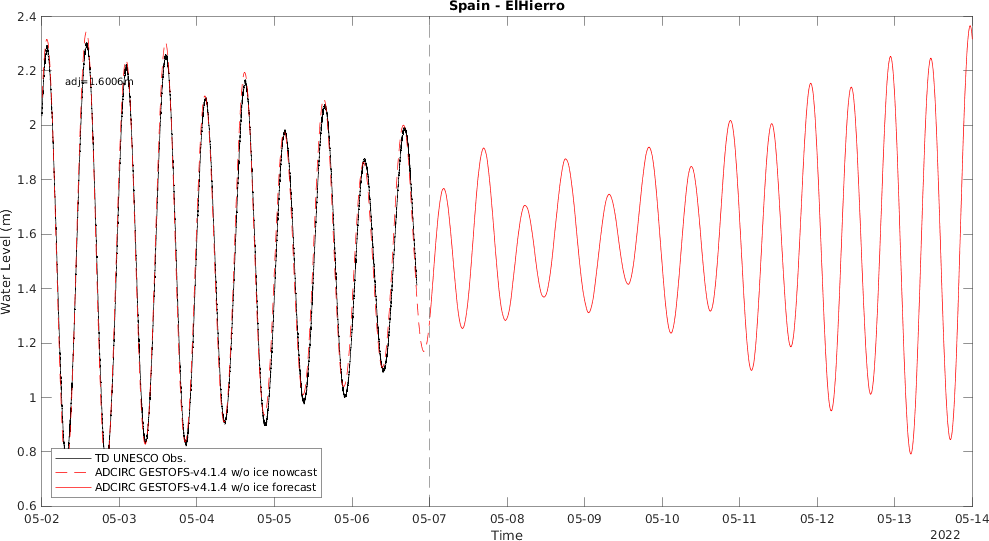 Spain - ElHierro
2.4
2.2
2
1.8
1.6
1.4
1.2
1
0.8
0.6
Water Level (m)
adj=1.6006m
TD UNESCO Obs.
ADCIRC GESTOFS-v4.1.4 w/o ice nowcast
ADCIRC GESTOFS-v4.1.4 w/o ice forecast
05-02 05-03 05-04 05-05 05-06 05-07 05-08 05-09 05-10 05-11 05-12 05-13 05-14
Time
2022